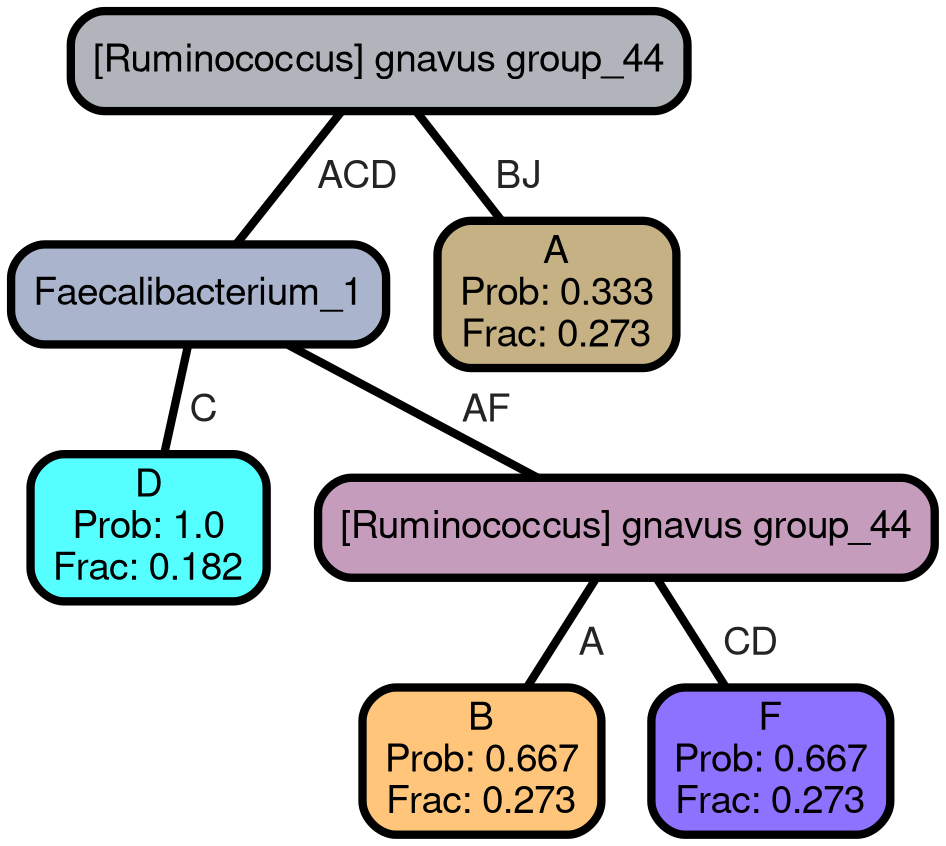 [Ruminococcus] gnavus group_44
ACD
BJ
A
Prob: 0.333
Frac: 0.273
Faecalibacterium_1
C
AF
D
Prob: 1.0
Frac: 0.182
[Ruminococcus] gnavus group_44
A
CD
B
Prob: 0.667
Frac: 0.273
F
Prob: 0.667
Frac: 0.273